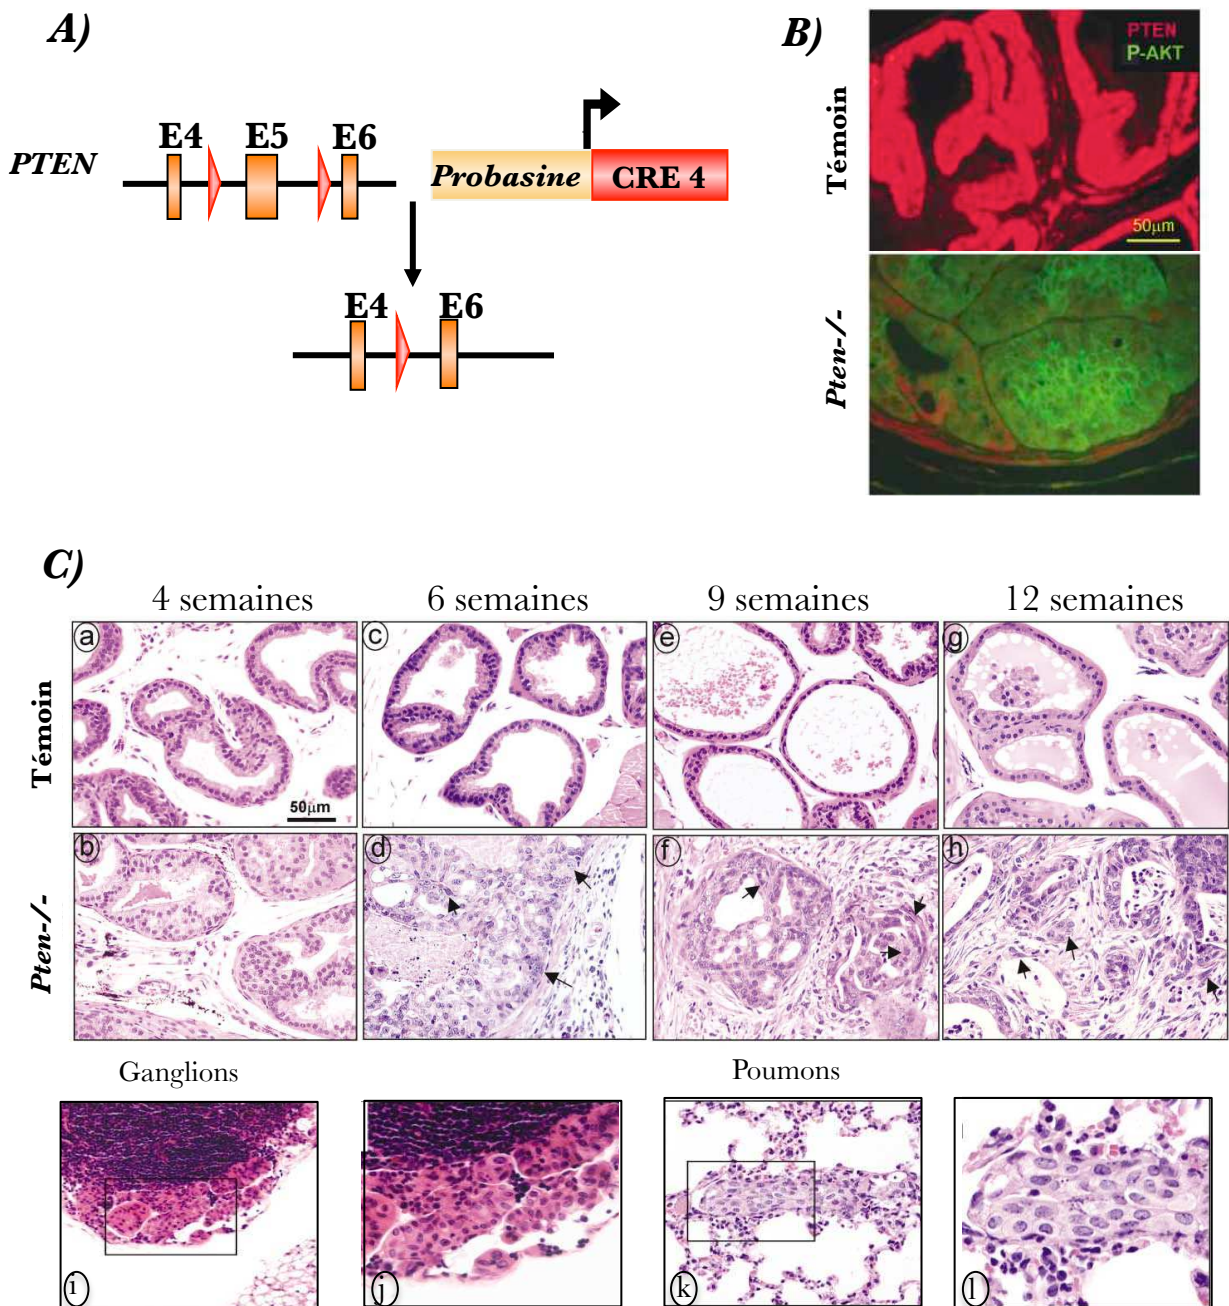 A)
B)
PTEN
P-AKT
E4 E5 E6
PTEN
Probasine CRE 4
Témoin
50µm
E4 E6
Pten-/-
C)
4 semaines 6 semaines 9 semaines 12 semaines
a c e g
Témoin
50µm
b d f h
Pten-/-
Ganglions Poumons
i j k l